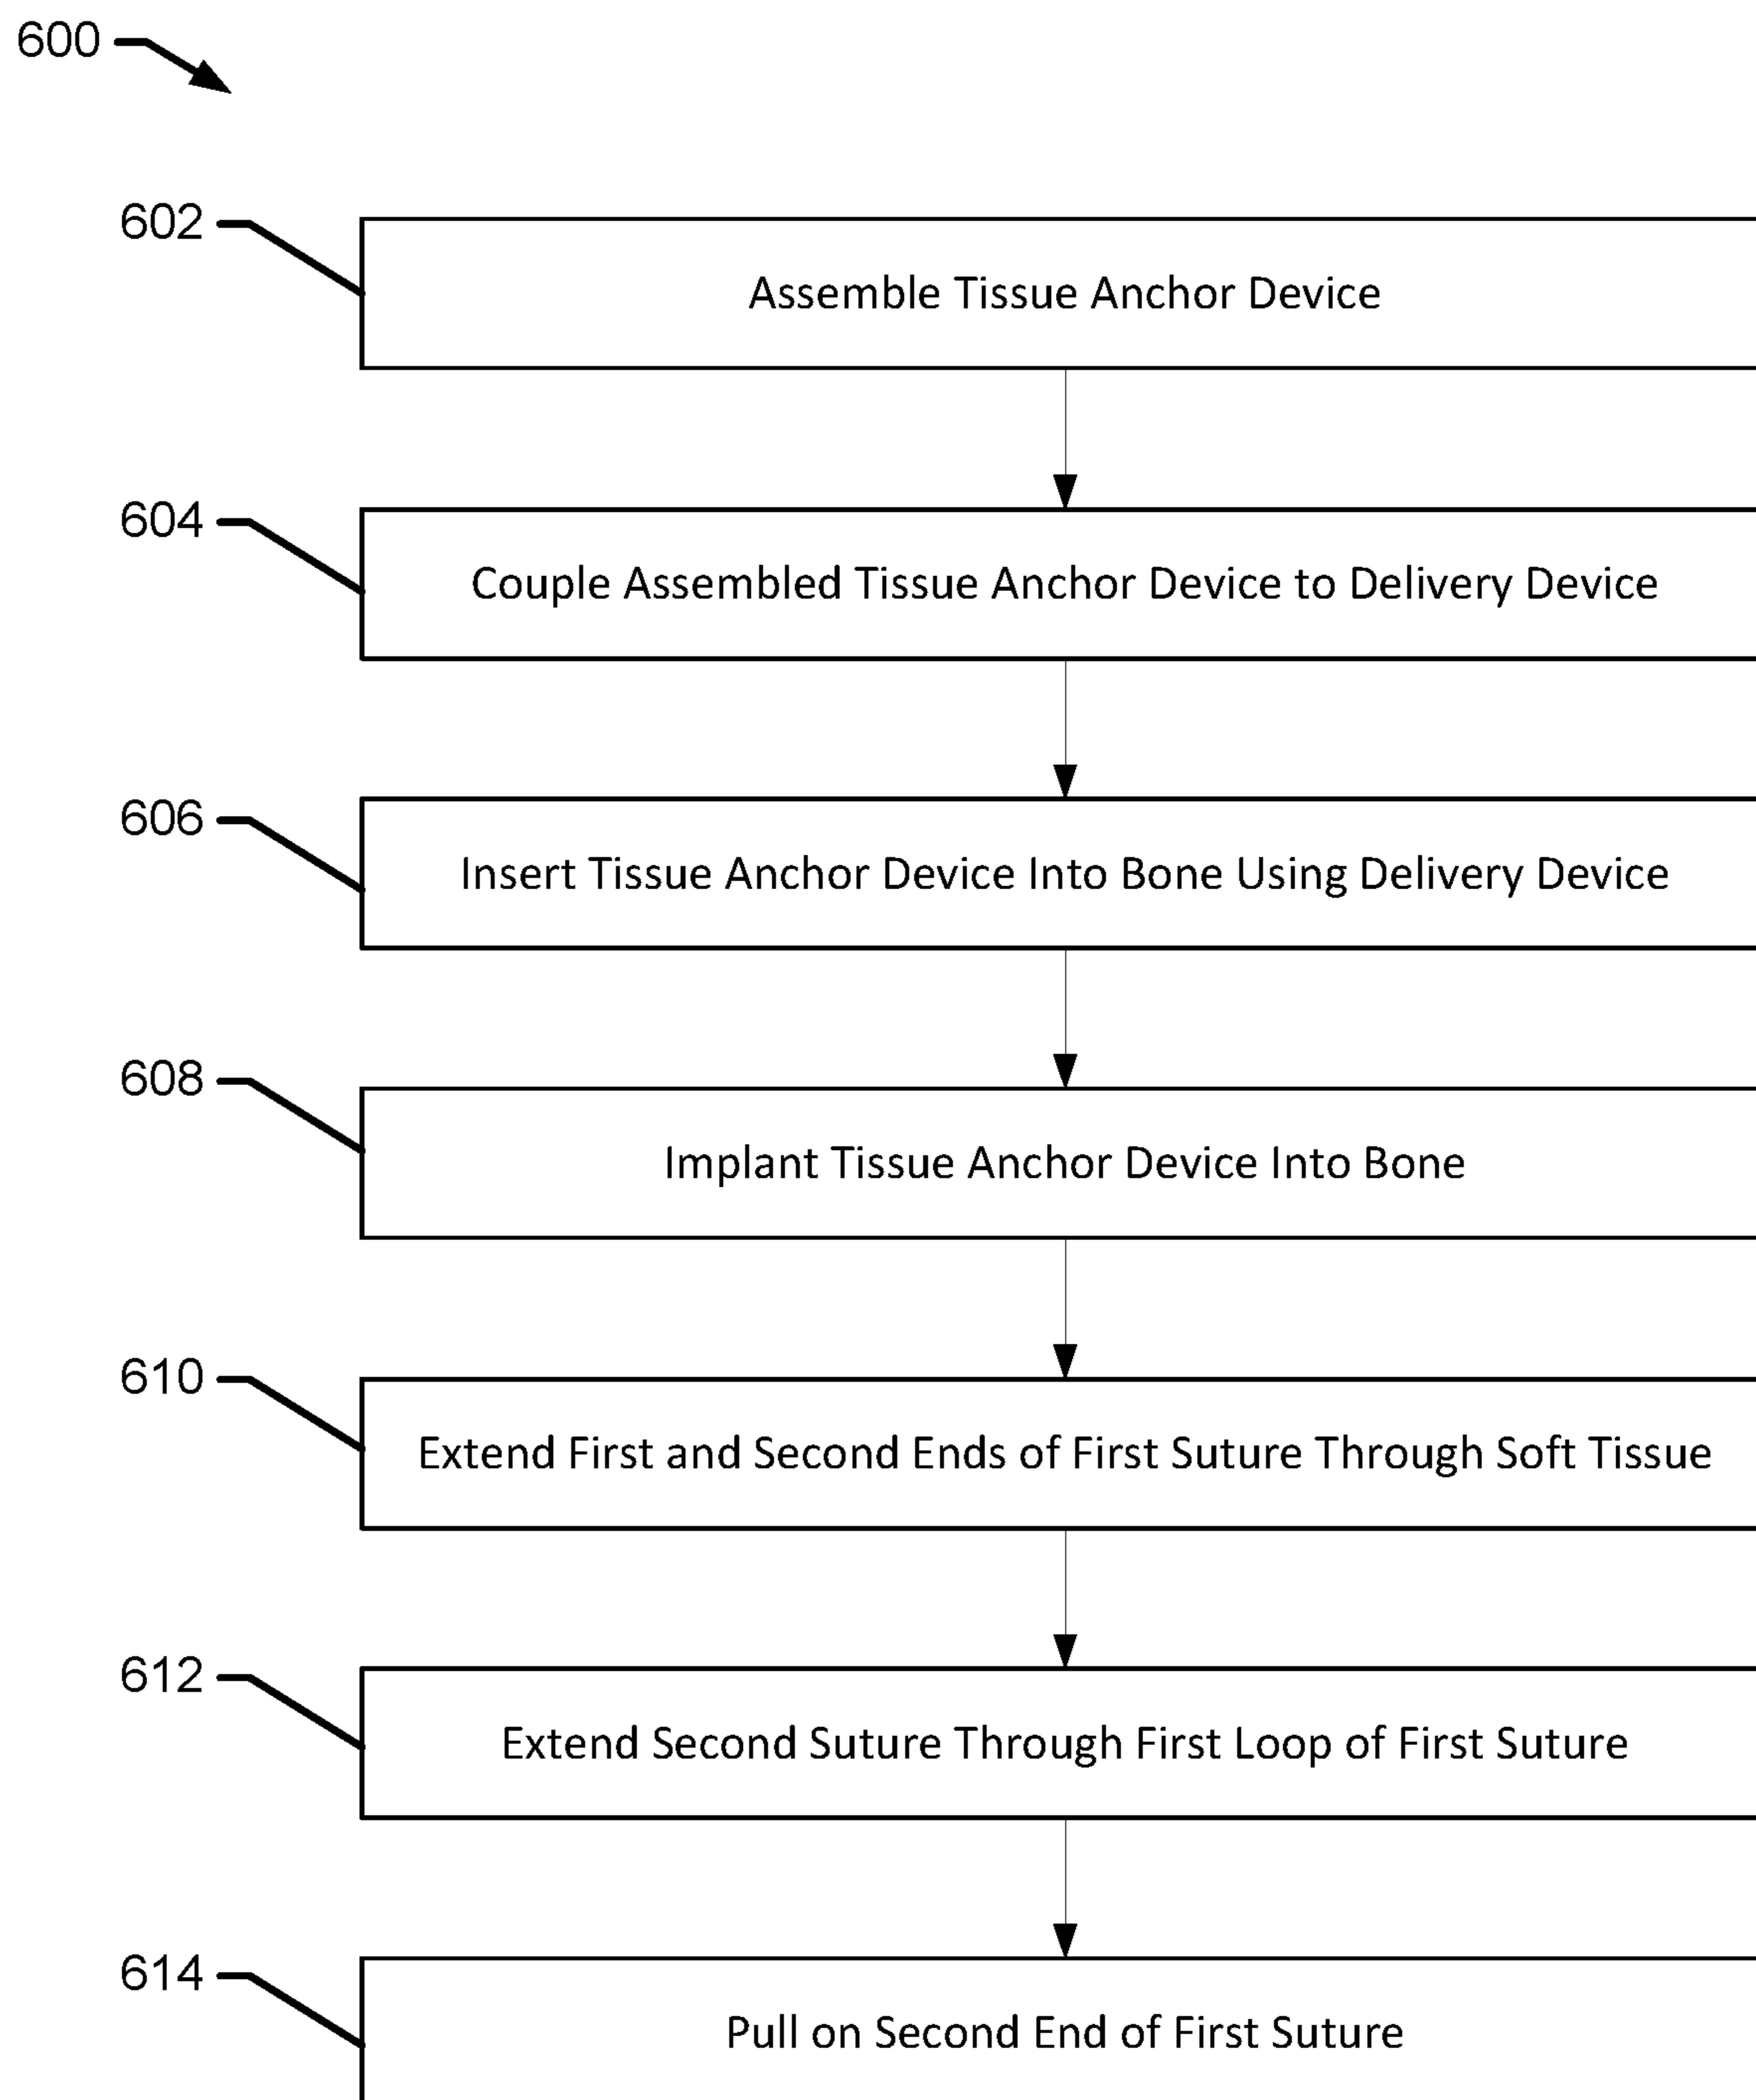 600
602
Assemble Tissue Anchor Device
604
Couple Assembled Tissue Anchor Device to Delivery Device
606
Insert Tissue Anchor Device Into Bone Using Delivery Device
608
Implant Tissue Anchor Device Into Bone
610
Extend First and Second Ends of First Suture Through Soft Tissue
612
Extend Second Suture Through First Loop of First Suture
614
Pull on Second End of First Suture